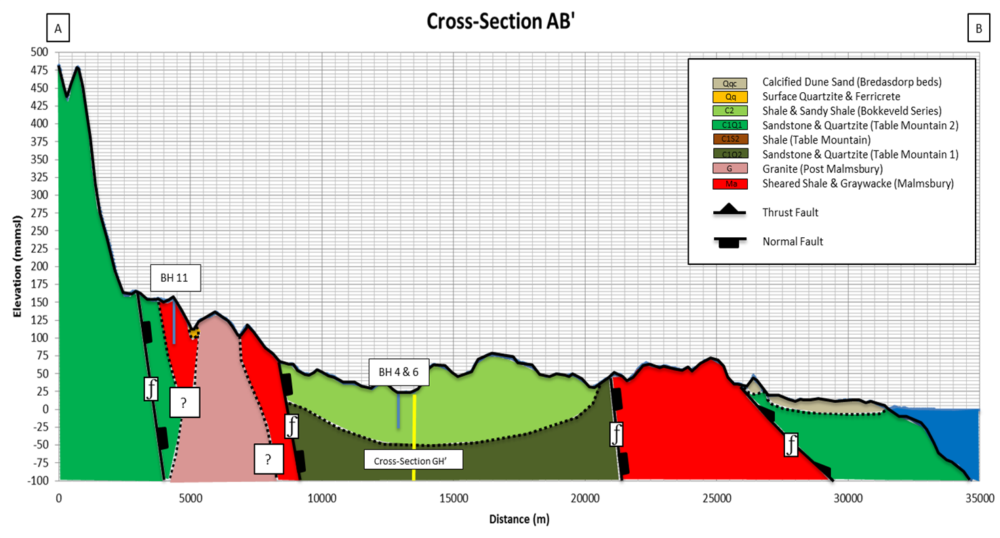 Cross-Section AB'
A
B
500
475
450
425
400
375
350
325
300
275
250
225
200
175
150
125
100
75
50
25
0
-25
-50
-75
-100
Elevation (mamsl)
Qqc Calcified Dune Sand (Bredasdorp beds)
Qq Surface Quartzite & Ferricrete
C2 Shale & Sandy Shale (Bokkeveld Series)
C1Q1 Sandstone & Quartzite (Table Mountain 2)
C1S2 Shale (Table Mountain)
C1Q2 Sandstone & Quartzite (Table Mountain 1)
G Granite (Post Malmsbury)
Ma Sheared Shale & Graywacke (Malmsbury)
Thrust Fault
Normal Fault
BH 11
BH 4 & 6
f
?
f
?
f
f
Cross-Section GH'
0 5000 10000 15000 20000 25000 30000 35000
Distance (m)